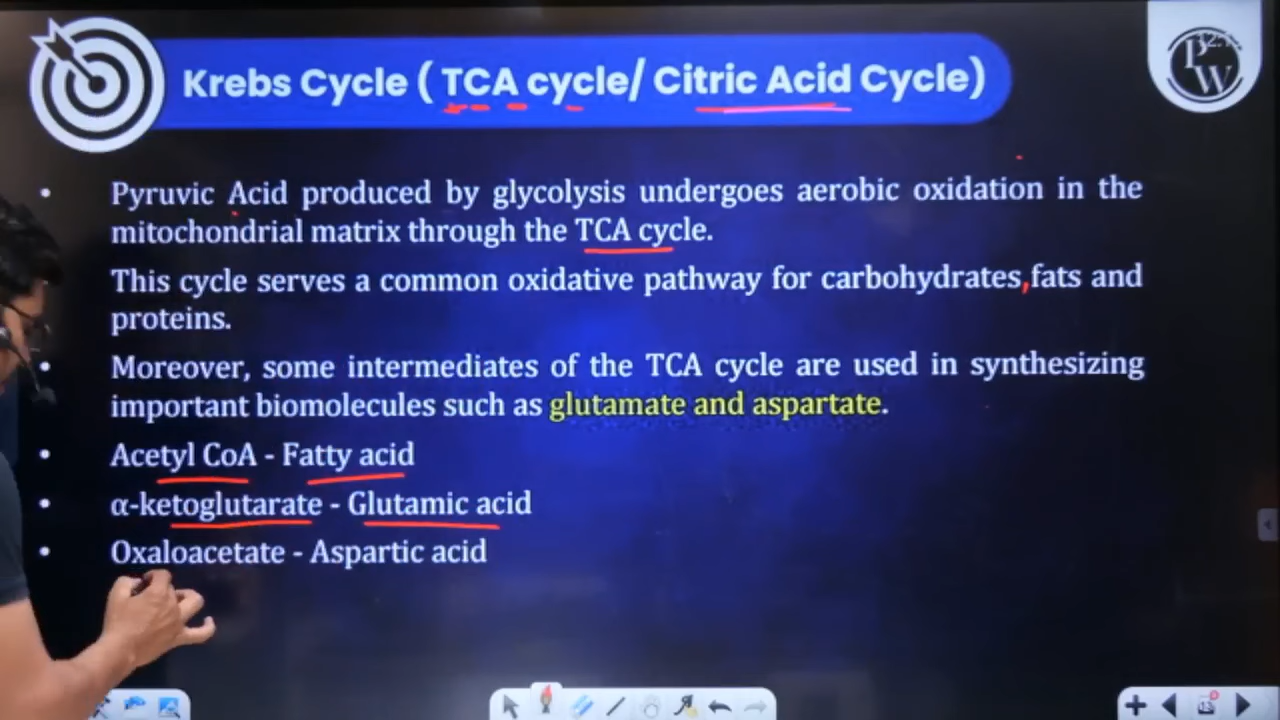 Krebs Cycle ( TCA cycle/ Citric Acid Cycle)
PW
• Pyruvic Acid produced by glycolysis undergoes aerobic oxidation in the
mitochondrial matrix through the TCA cycle.
This cycle serves a common oxidative pathway for carbohydrates,fats and
proteins.
• Moreover, some intermediates of the TCA cycle are used in synthesizing
important biomolecules such as glutamate and aspartate.
• Acetyl CoA - Fatty acid
• α-ketoglutarate - Glutamic acid
• Oxaloacetate - Aspartic acid